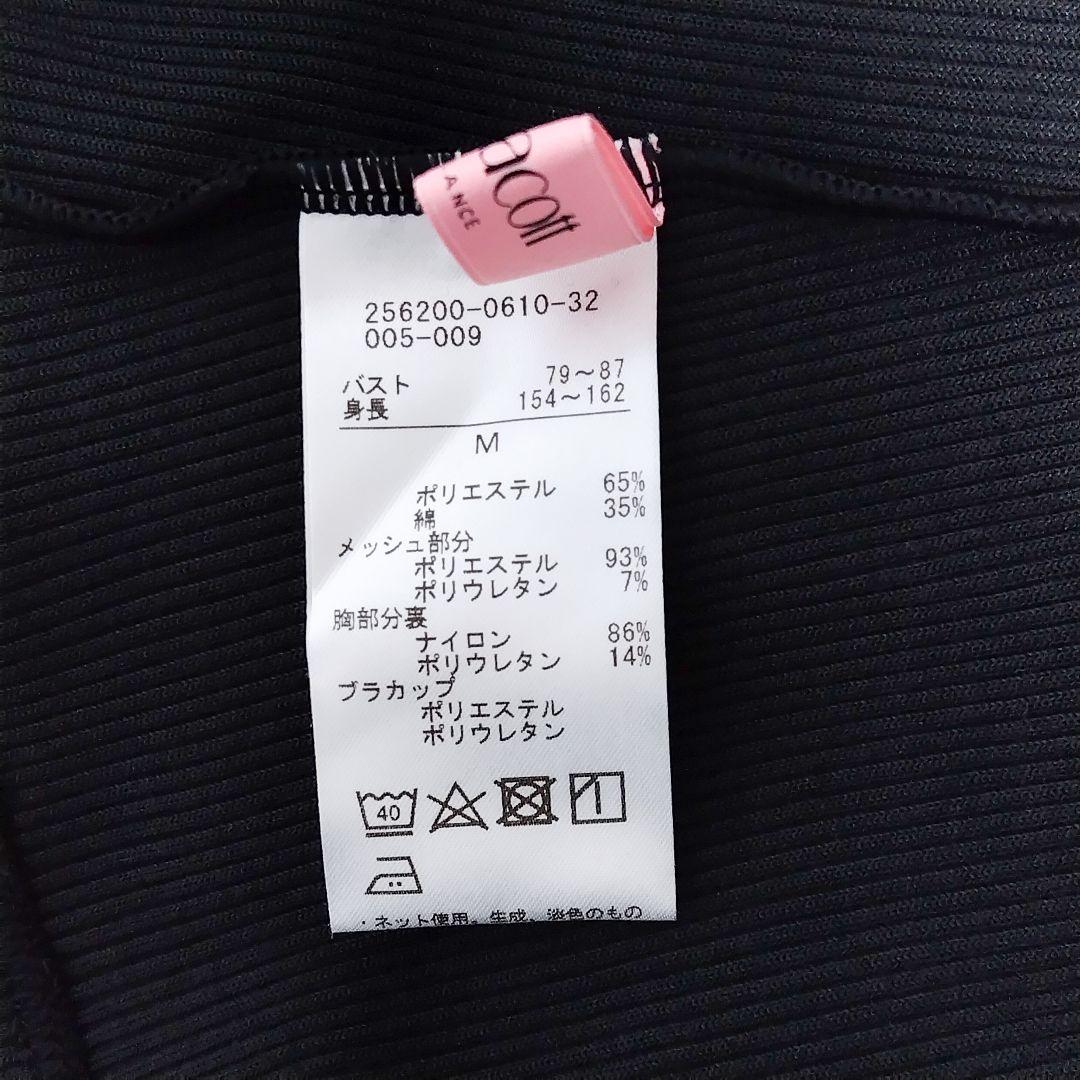 acott
ANCE
256200-0610-32
005-009
バスト 79～87
身長 154～162
M
ポリエステル 65%
綿 35%
メッシュ部分
ポリエステル 93%
ポリウレタン 7%
胸部分裏
ナイロン 86%
ポリウレタン 14%
ブラカップ
ポリエステル
ポリウレタン
40
・ネット使用。生成、淡色のもの